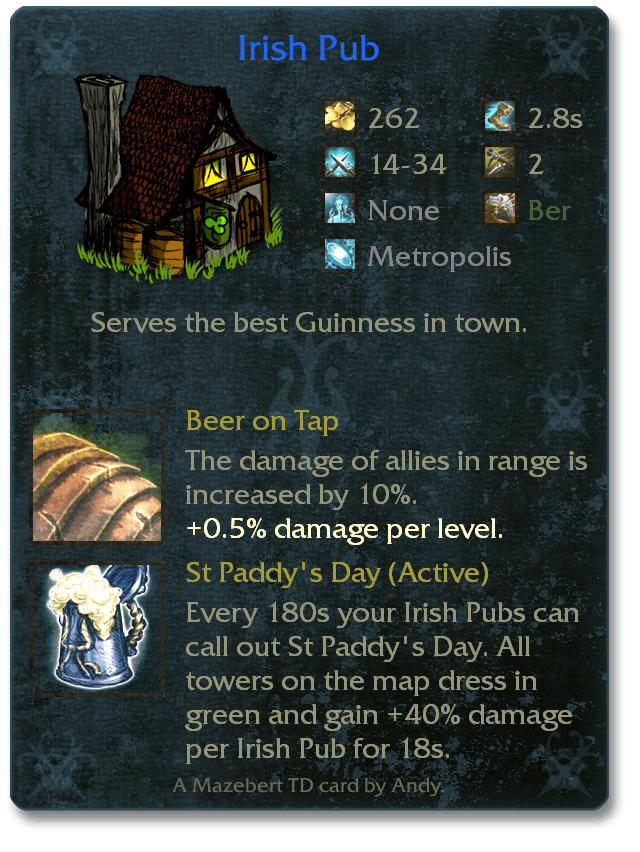 Irish Pub
262 2.8s
14-34 2
None Ber
Metropolis
Serves the best Guinness in town.
Beer on Tap
The damage of allies in range is
increased by 10%.
+0.5% damage per level.
St Paddy's Day (Active)
Every 180s your Irish Pubs can
call out St Paddy's Day. All
towers on the map dress in
green and gain +40% damage
per Irish Pub for 18s.
A Mazebert TD card by Andy.